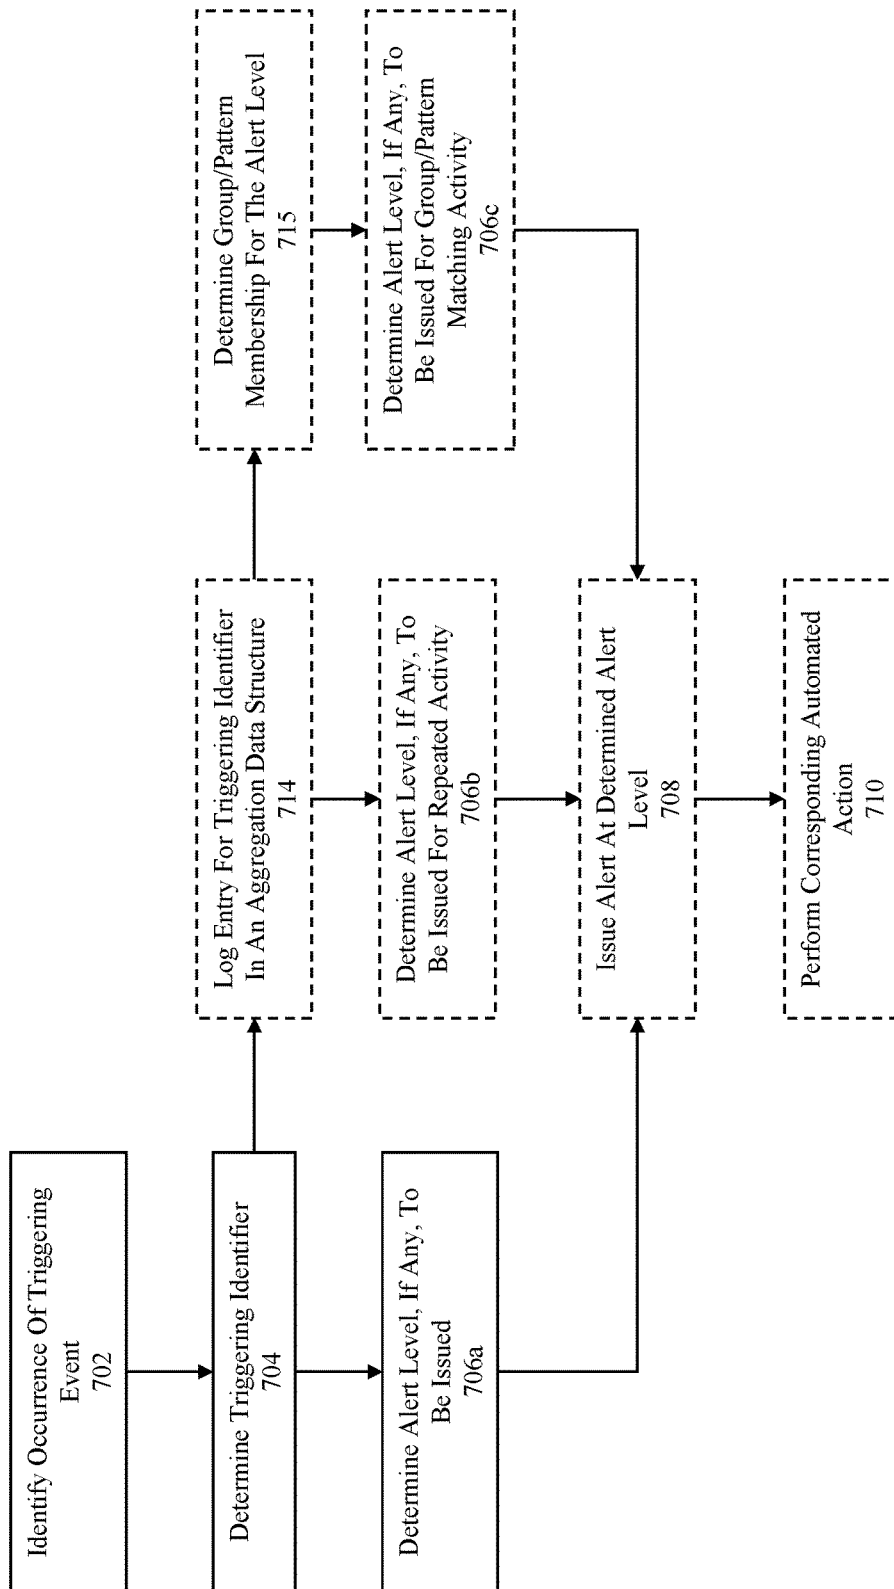 Identify Occurrence Of Triggering
Event
702
Determine Triggering Identifier
704
Determine Alert Level, If Any, To
Be Issued
706a
Log Entry For Triggering Identifier
In An Aggregation Data Structure
714
Determine Alert Level, If Any, To
Be Issued For Repeated Activity
706b
Issue Alert At Determined Alert
Level
708
Perform Corresponding Automated
Action
710
Determine Group/Pattern
Membership For The Alert Level
715
Determine Alert Level, If Any, To
Be Issued For Group/Pattern
Matching Activity
706c